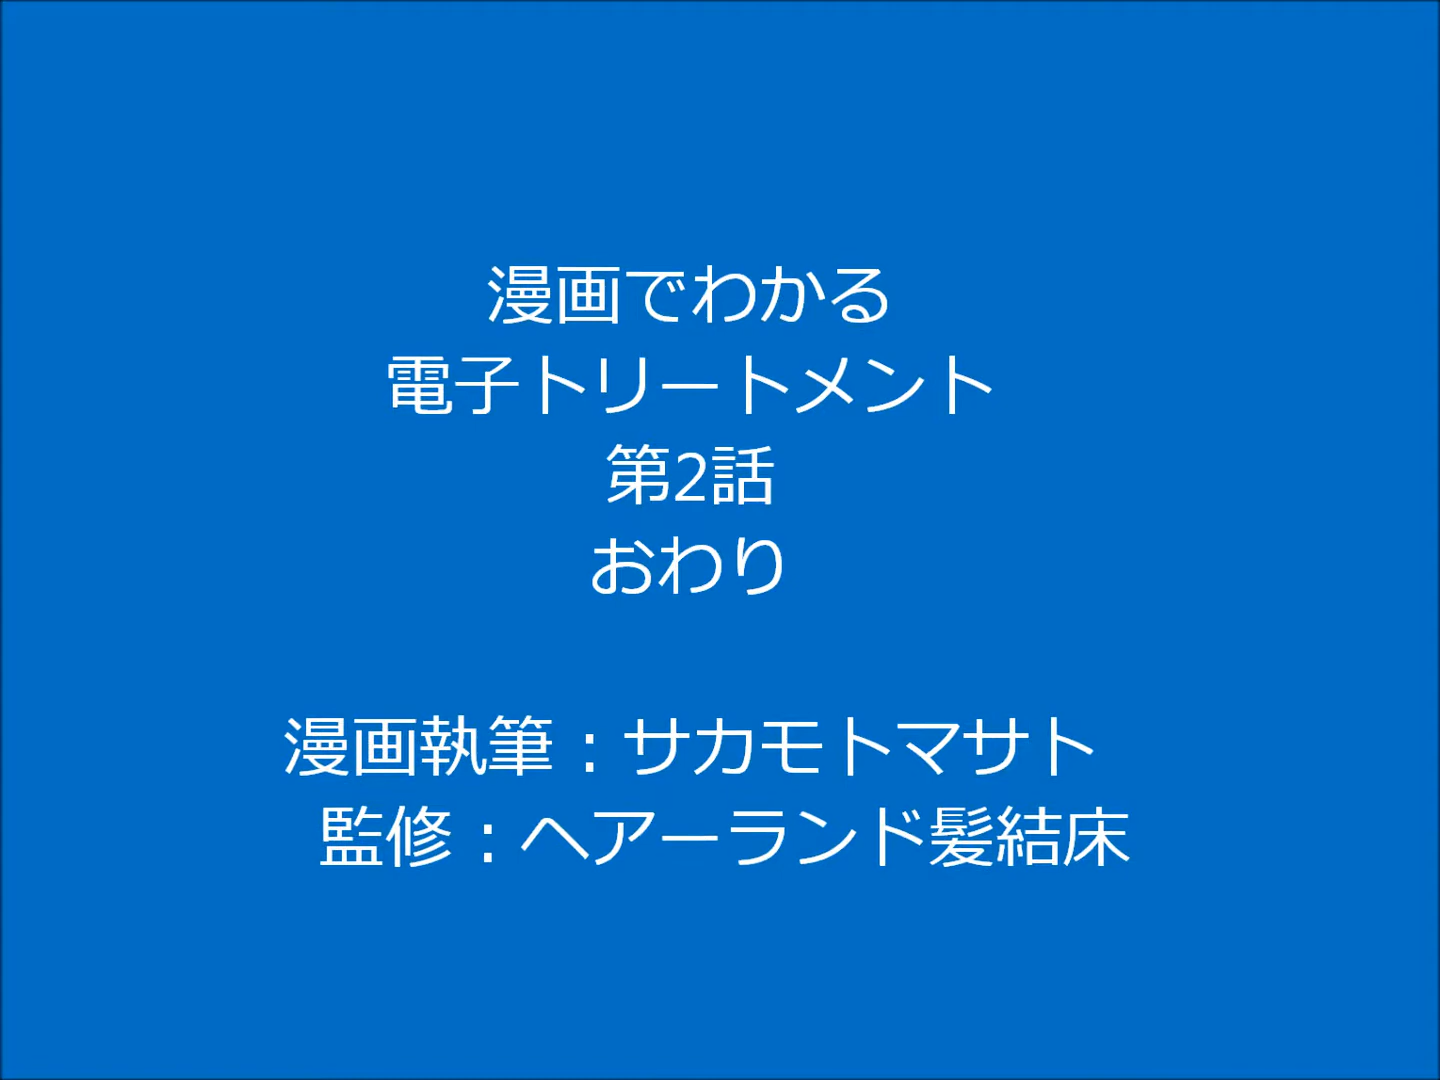 漫画でわかる
電子トリートメント
第2話
おわり
漫画執筆：サカモトマサト
監修：ヘアーランド髪結床